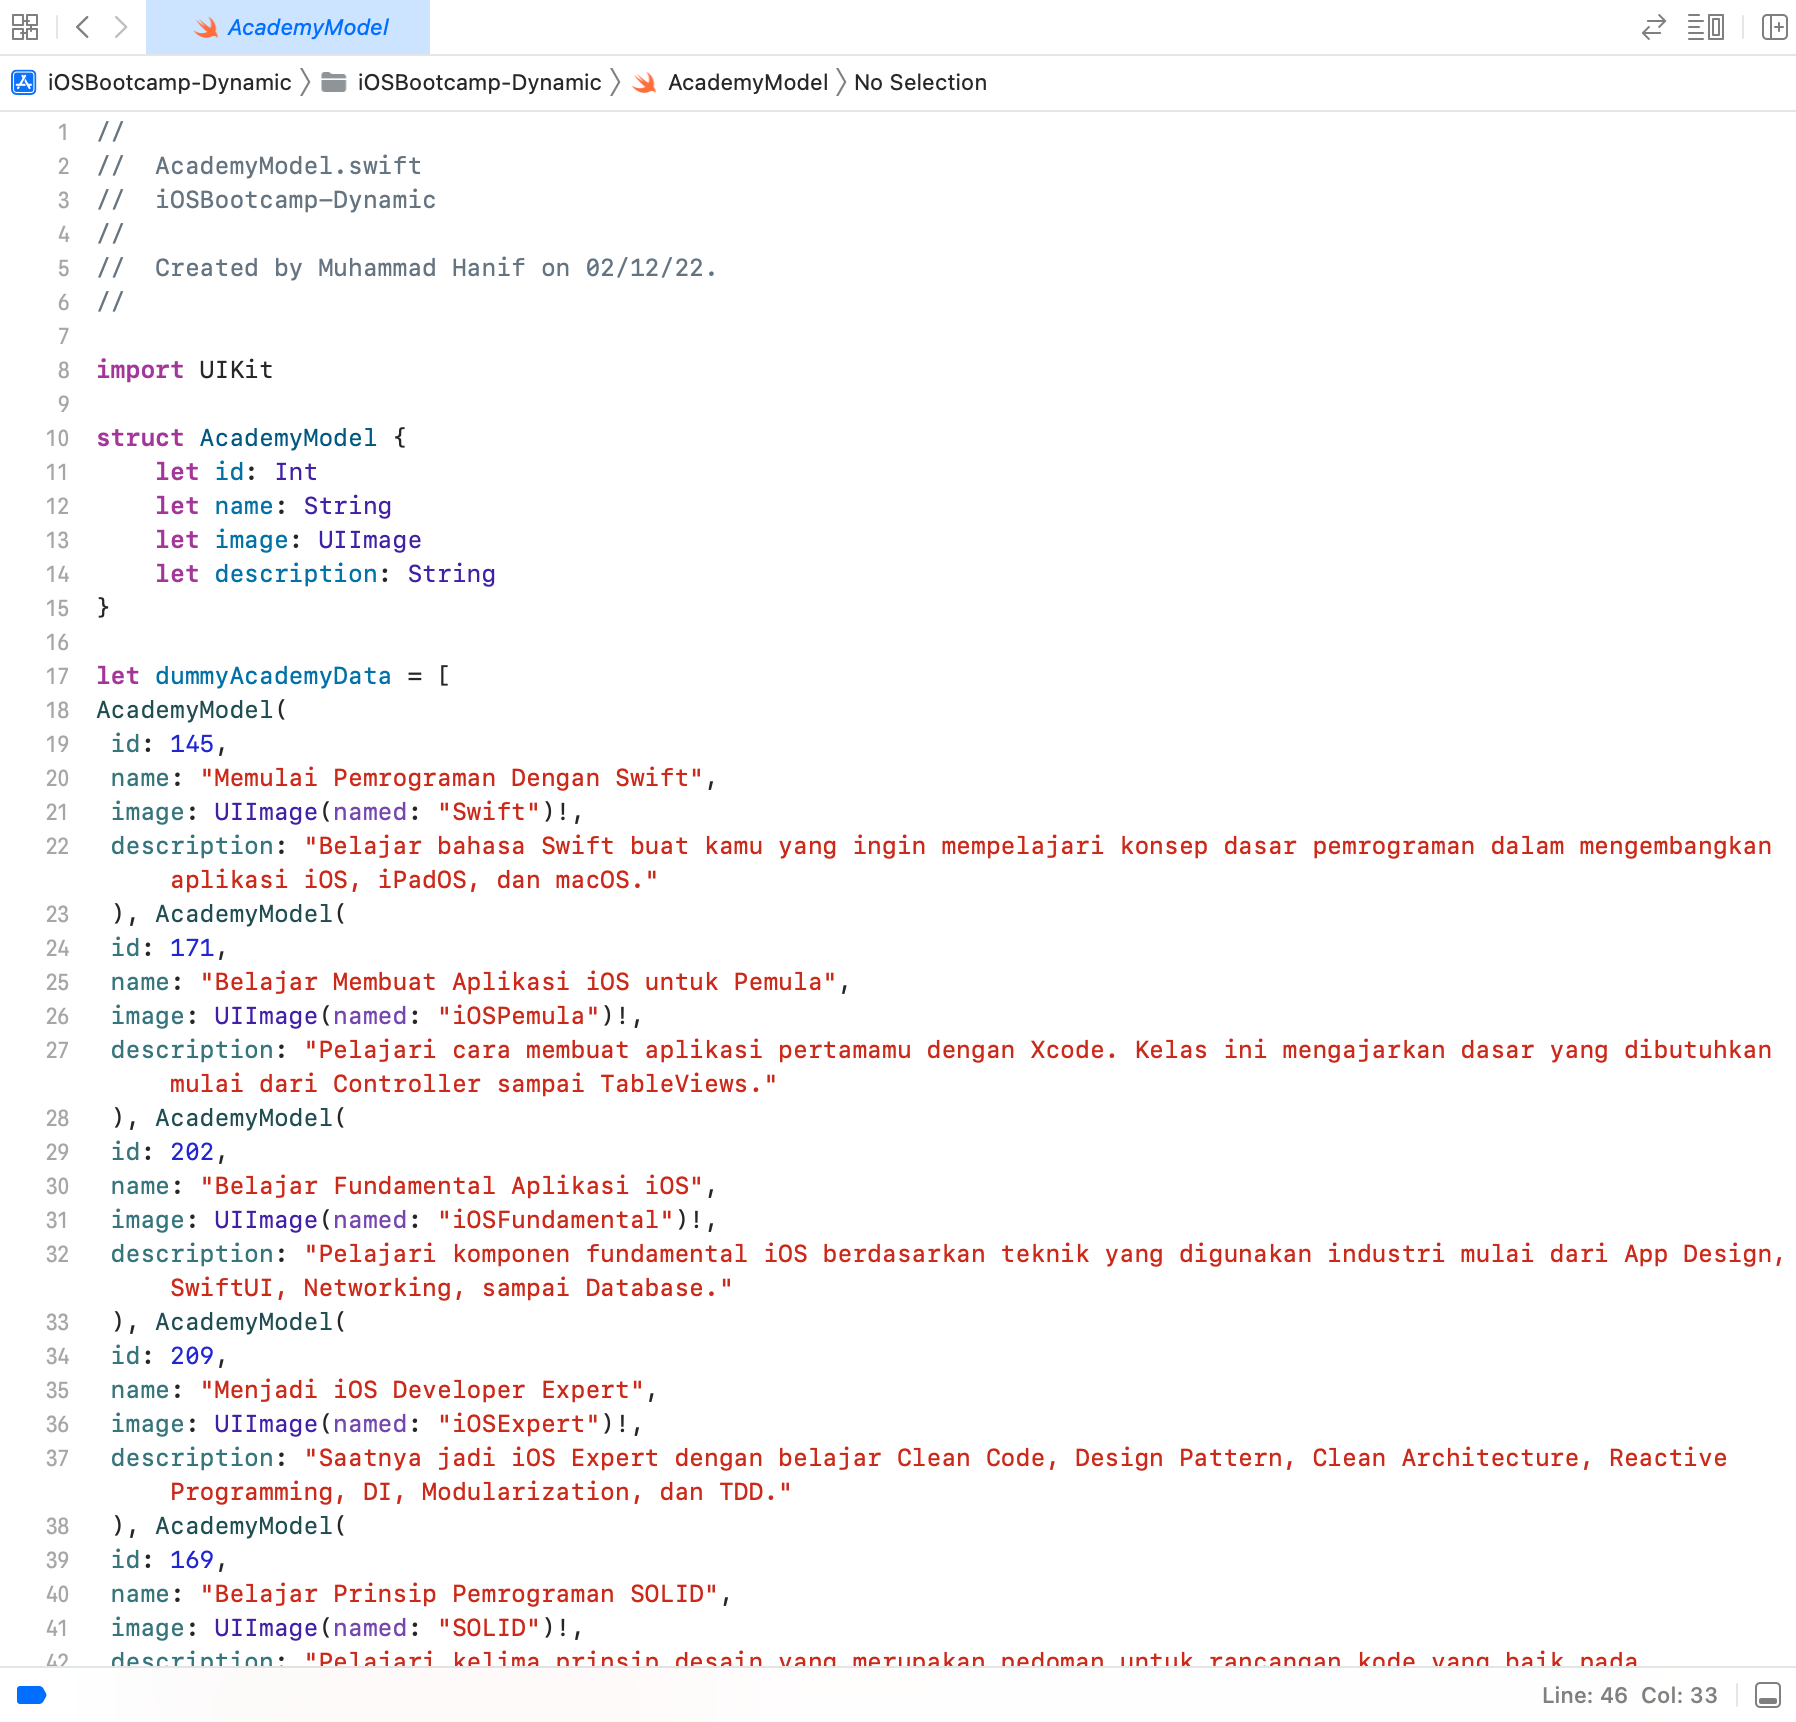 AcademyModel
iOSBootcamp-Dynamic
iOSBootcamp-Dynamic
AcademyModel
No Selection
1 //
2 //  AcademyModel.swift
3 //  iOSBootcamp-Dynamic
4 //
5 //  Created by Muhammad Hanif on 02/12/22.
6 //
7
8 import UIKit
9
10 struct AcademyModel {
11     let id: Int
12     let name: String
13     let image: UIImage
14     let description: String
15 }
16
17 let dummyAcademyData = [
18 AcademyModel(
19  id: 145,
20  name: "Memulai Pemrograman Dengan Swift",
21  image: UIImage(named: "Swift")!,
22  description: "Belajar bahasa Swift buat kamu yang ingin mempelajari konsep dasar pemrograman dalam mengembangkan
aplikasi iOS, iPadOS, dan macOS."
23  ), AcademyModel(
24  id: 171,
25  name: "Belajar Membuat Aplikasi iOS untuk Pemula",
26  image: UIImage(named: "iOSPemula")!,
27  description: "Pelajari cara membuat aplikasi pertamamu dengan Xcode. Kelas ini mengajarkan dasar yang dibutuhkan
mulai dari Controller sampai TableViews."
28  ), AcademyModel(
29  id: 202,
30  name: "Belajar Fundamental Aplikasi iOS",
31  image: UIImage(named: "iOSFundamental")!,
32  description: "Pelajari komponen fundamental iOS berdasarkan teknik yang digunakan industri mulai dari App Design,
SwiftUI, Networking, sampai Database."
33  ), AcademyModel(
34  id: 209,
35  name: "Menjadi iOS Developer Expert",
36  image: UIImage(named: "iOSExpert")!,
37  description: "Saatnya jadi iOS Expert dengan belajar Clean Code, Design Pattern, Clean Architecture, Reactive
Programming, DI, Modularization, dan TDD."
38  ), AcademyModel(
39  id: 169,
40  name: "Belajar Prinsip Pemrograman SOLID",
41  image: UIImage(named: "SOLID")!,
42  description: "Pelajari kelima prinsip desain yang merupakan pedoman untuk rancangan kode yang baik pada
Line: 46  Col: 33